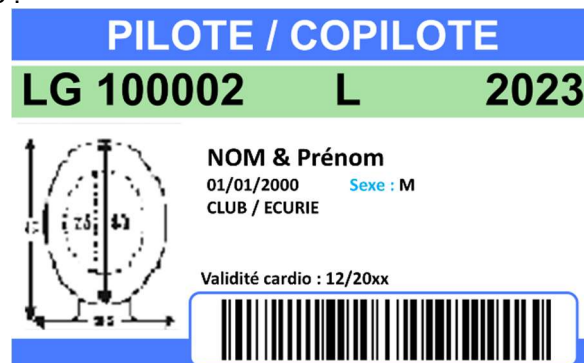 PILOTE / COPILOTE
LG 100002 L 2023
NOM & Prénom
01/01/2000 Sexe : M
CLUB / ECURIE
Validité cardio : 12/20xx